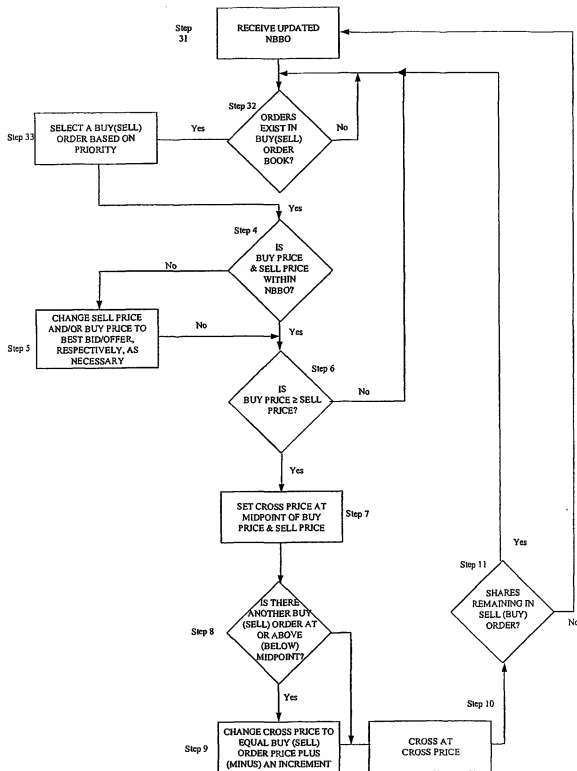 Step
31
RECEIVE UPDATED
NBBO
Step 32
ORDERS
EXIST IN
BUY(SELL)
ORDER
BOOK?
No
Yes
Step 33
SELECT A BUY(SELL)
ORDER BASED ON
PRIORITY
Yes
Step 4
IS
BUY PRICE
& SELL PRICE
WITHIN
NBBO?
No
Step 5
CHANGE SELL PRICE
AND/OR BUY PRICE TO
BEST BID/OFFER,
RESPECTIVELY, AS
NECESSARY
No
Yes
Step 6
IS
BUY PRICE ≥ SELL
PRICE?
No
Yes
SET CROSS PRICE AT
MIDPOINT OF BUY
PRICE & SELL PRICE
Step 7
Step 8
IS THERE
ANOTHER BUY
(SELL) ORDER AT
OR ABOVE
(BELOW)
MIDPOINT?
Yes
Step 9
CHANGE CROSS PRICE TO
EQUAL BUY (SELL)
ORDER PRICE PLUS
(MINUS) AN INCREMENT
Step 10
CROSS AT
CROSS PRICE
Step 11
SHARES
REMAINING IN
SELL (BUY)
ORDER?
Yes
No